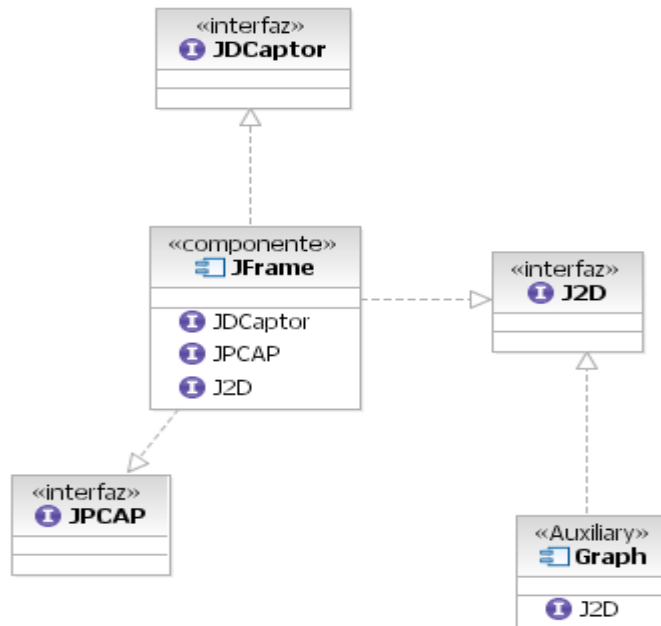 «interfaz»
JDCaptor
«componente»
JFrame
JDCaptor
JPCAP
J2D
«interfaz»
J2D
«interfaz»
JPCAP
«Auxiliary»
Graph
J2D